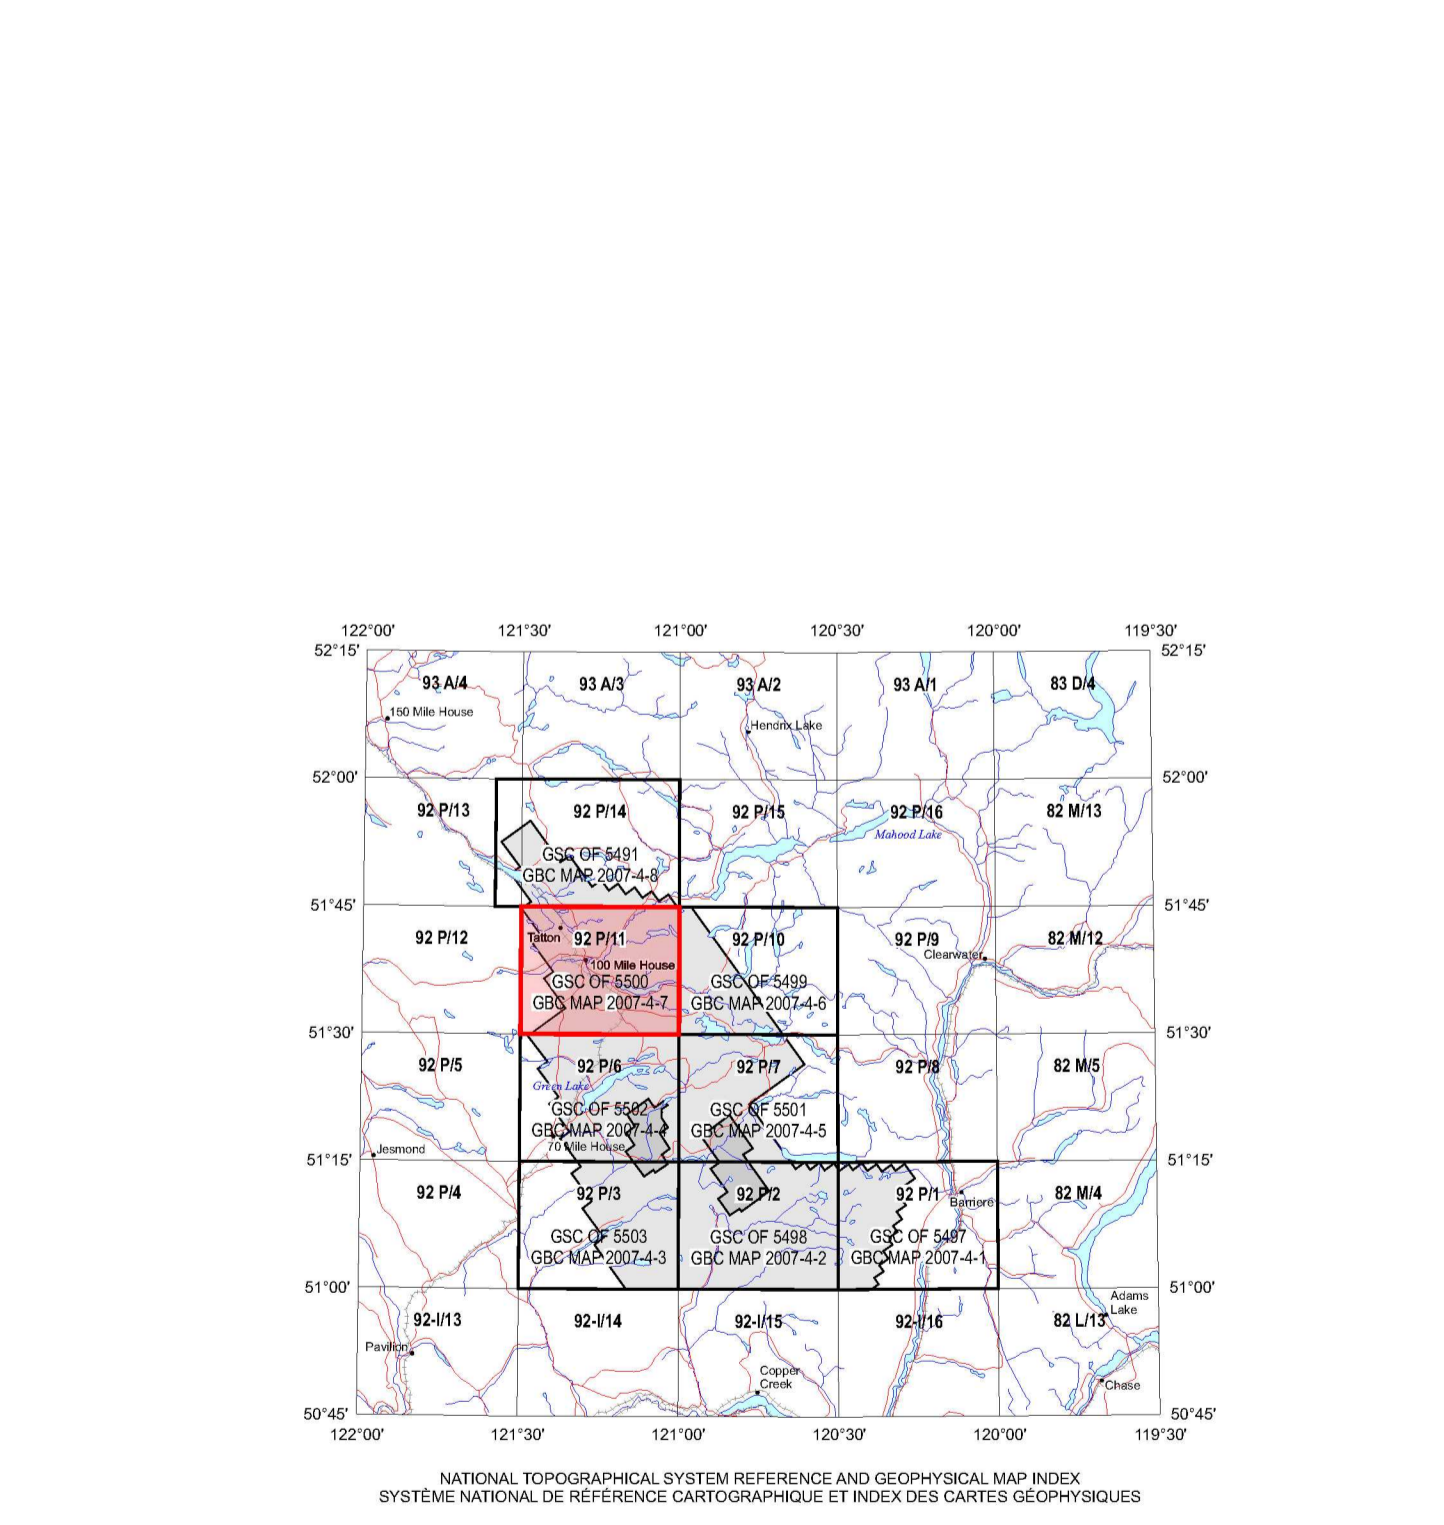 122°00' 121°30' 121°00' 120°30' 120°00' 119°30'
52°15' 52°15'
93 A/4 93 A/3 93 A/2 93 A/1 83 D/4
150 Mile House
Hendrix Lake
52°00' 52°00'
92 P/13 92 P/14 92 P/15 92 P/16 82 M/13
Mahood Lake
GSC OF 5491
GBC MAP 2007-4-8
51°45' 51°45'
92 P/12 Tatton 92 P/11 92 P/10 92 P/9 82 M/12
Clearwater
100 Mile House
GSC OF 5500 GSC OF 5499
GBC MAP 2007-4-7 GBC MAP 2007-4-6
51°30' 51°30'
92 P/5 92 P/6 92 P/7 92 P/8 82 M/5
Green Lake
GSC OF 5502 GSC OF 5501
GBC MAP 2007-4-4 GBC MAP 2007-4-5
70 Mile House
Jesmond
51°15' 51°15'
92 P/4 92 P/3 92 P/2 92 P/1 82 M/4
Barriere
GSC OF 5503 GSC OF 5498 GSC OF 5497
GBC MAP 2007-4-3 GBC MAP 2007-4-2 GBC MAP 2007-4-1
51°00' 51°00'
Adams
Lake
92-I/13 92-I/14 92-I/15 92-I/16 82 L/13
Pavilion
Copper
Creek
Chase
50°45' 50°45'
122°00' 121°30' 121°00' 120°30' 120°00' 119°30'
NATIONAL TOPOGRAPHICAL SYSTEM REFERENCE AND GEOPHYSICAL MAP INDEX
SYSTÈME NATIONAL DE RÉFÉRENCE CARTOGRAPHIQUE ET INDEX DES CARTES GÉOPHYSIQUES